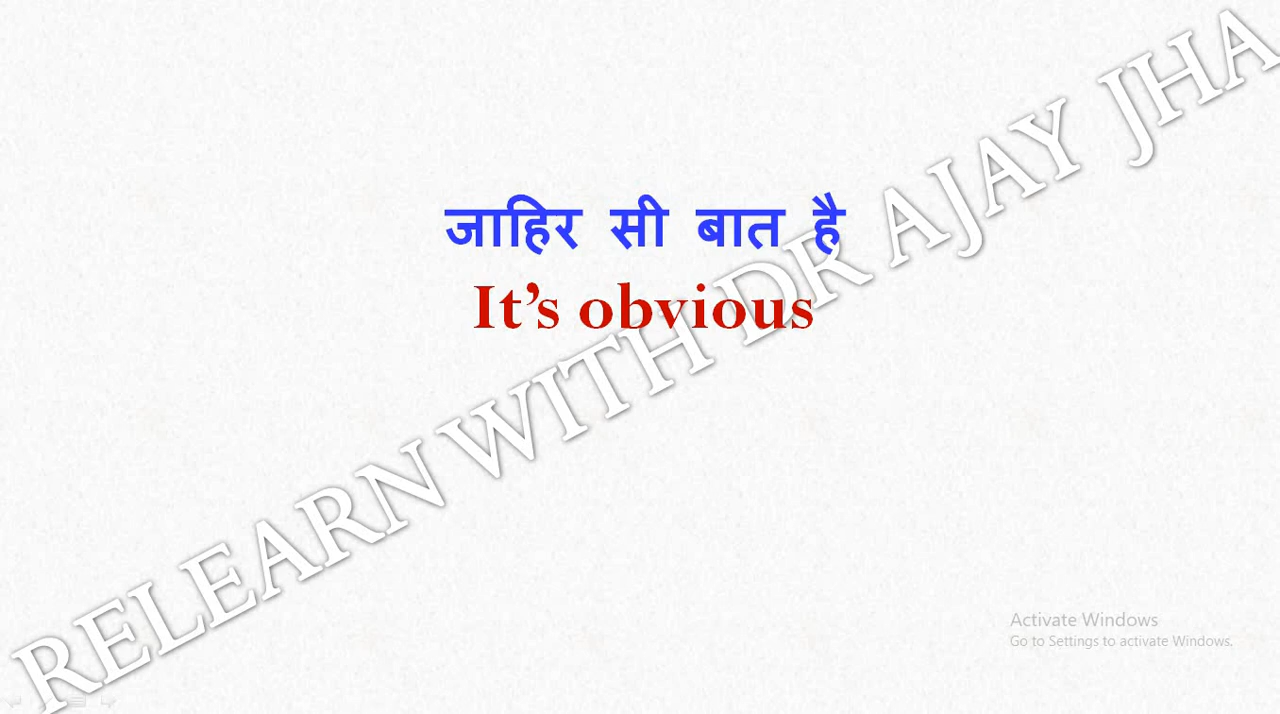 जाहिर सी बात है
It’s obvious
RELEARN WITH DR AJAY JHA
Activate Windows
Go to Settings to activate Windows.